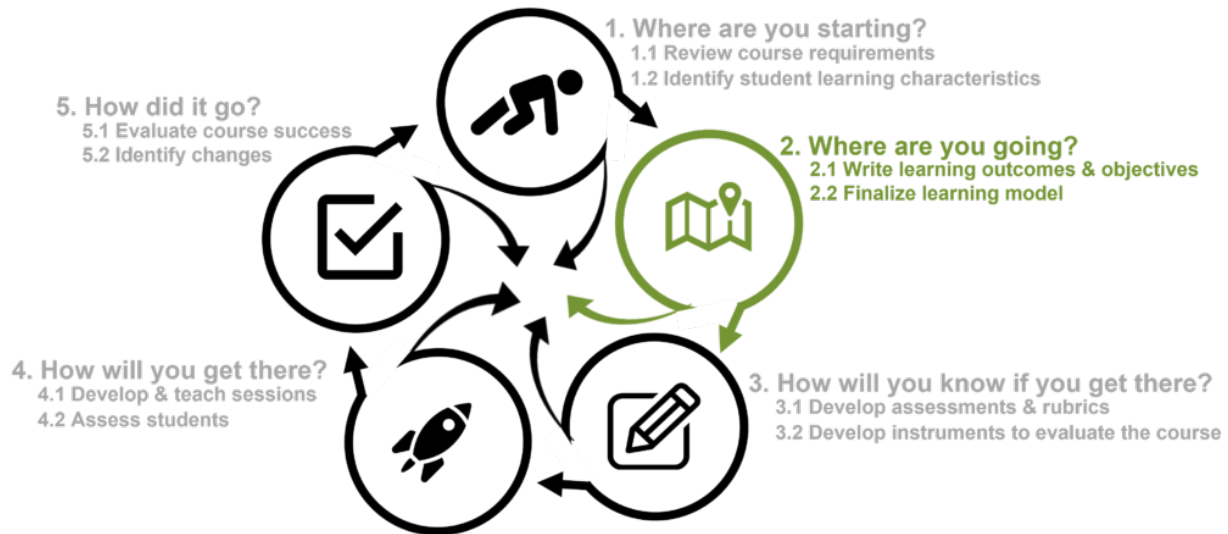 1. Where are you starting?
1.1 Review course requirements
1.2 Identify student learning characteristics
2. Where are you going?
2.1 Write learning outcomes & objectives
2.2 Finalize learning model
3. How will you know if you get there?
3.1 Develop assessments & rubrics
3.2 Develop instruments to evaluate the course
4. How will you get there?
4.1 Develop & teach sessions
4.2 Assess students
5. How did it go?
5.1 Evaluate course success
5.2 Identify changes